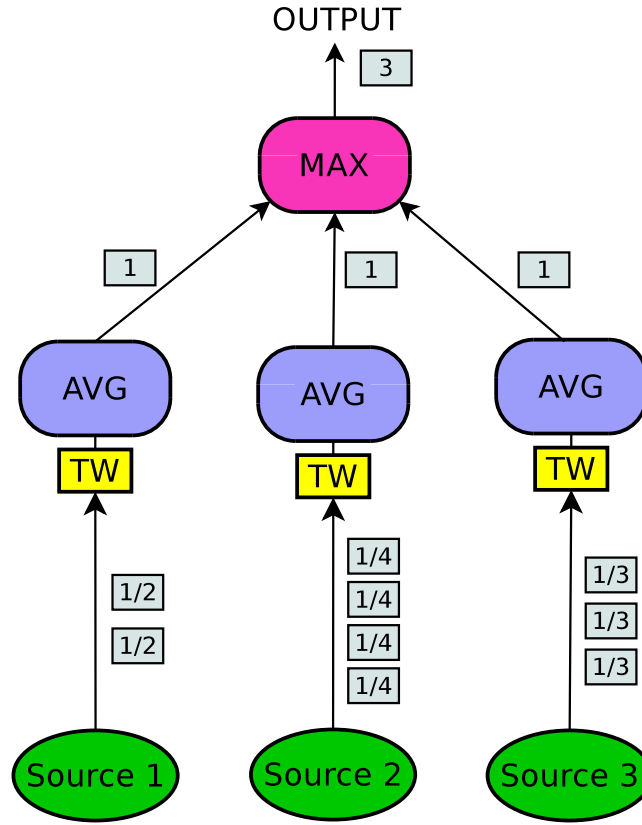 OUTPUT
3
MAX
1
1
1
AVG
AVG
AVG
TW
TW
TW
1/2
1/2
1/4
1/4
1/4
1/4
1/3
1/3
1/3
Source 1
Source 2
Source 3